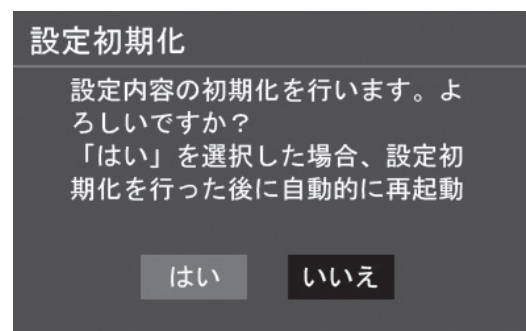 設定初期化
設定内容の初期化を行います。よ
ろしいですか？
「はい」を選択した場合、設定初
期化を行った後に自動的に再起動
はい
いいえ